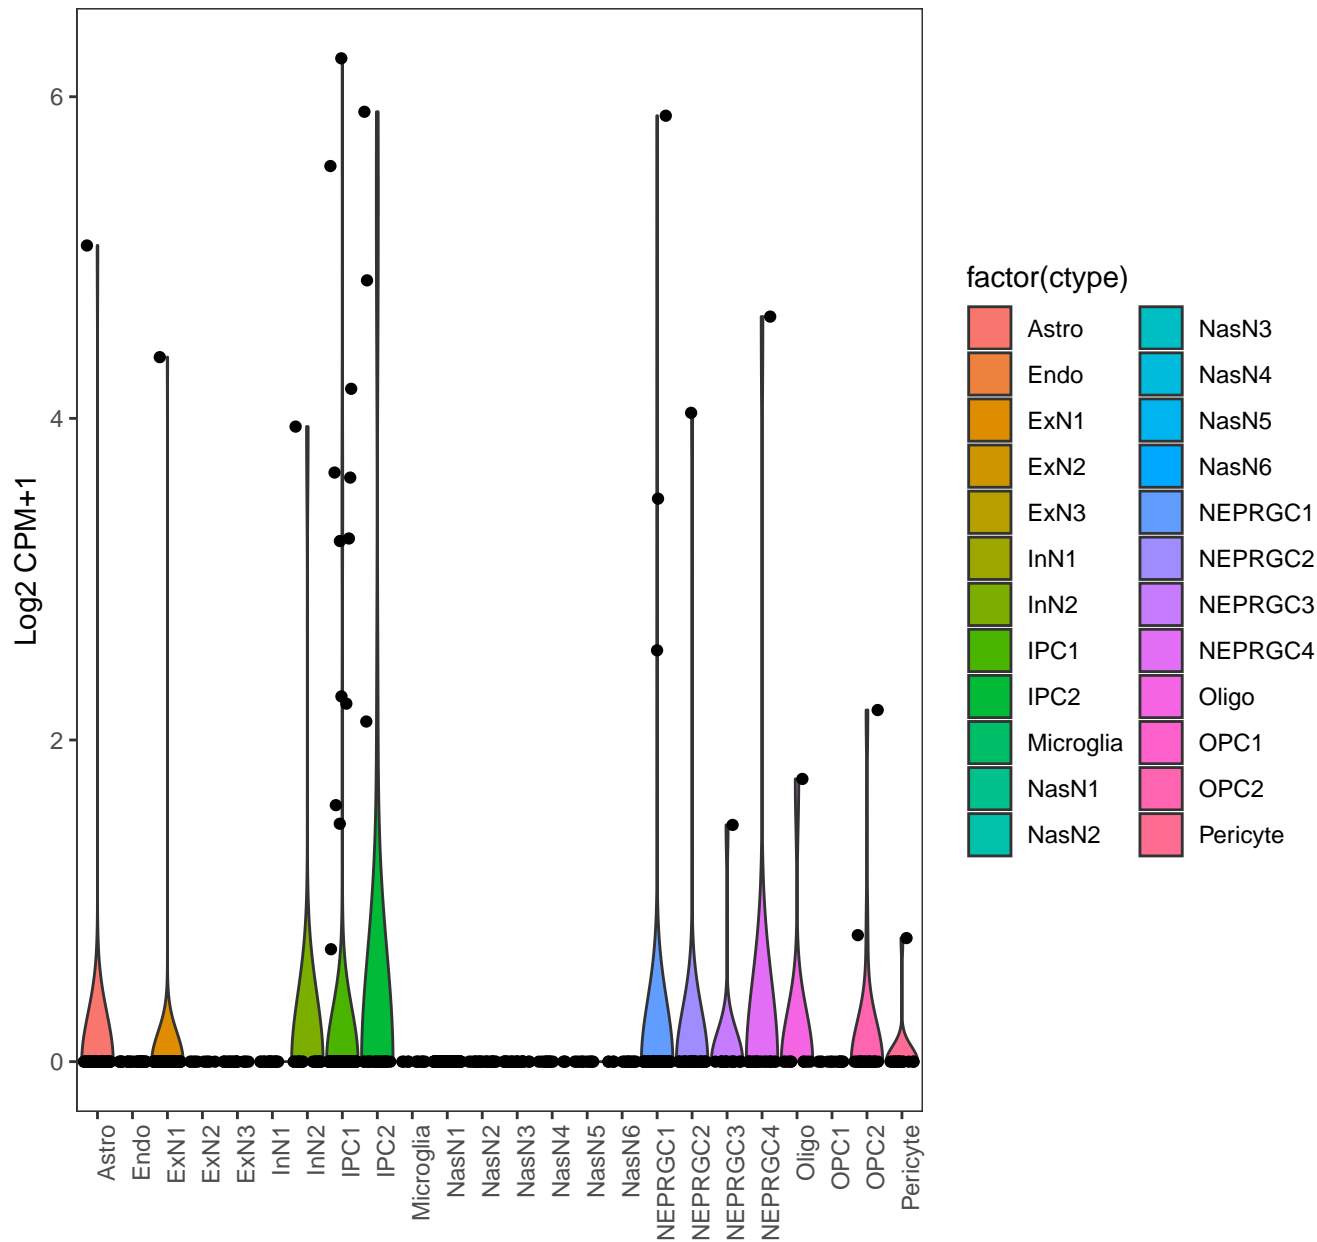 Log2 CPM+1
6
4
2
0
Astro
Endo
ExN1
ExN2
ExN3
InN1
InN2
IPC1
IPC2
Microglia
NasN1
NasN2
NasN3
NasN4
NasN5
NasN6
NEPRGC1
NEPRGC2
NEPRGC3
NEPRGC4
Oligo
OPC1
OPC2
Pericyte
factor(ctype)
Astro
Endo
ExN1
ExN2
ExN3
InN1
InN2
IPC1
IPC2
Microglia
NasN1
NasN2
NasN3
NasN4
NasN5
NasN6
NEPRGC1
NEPRGC2
NEPRGC3
NEPRGC4
Oligo
OPC1
OPC2
Pericyte